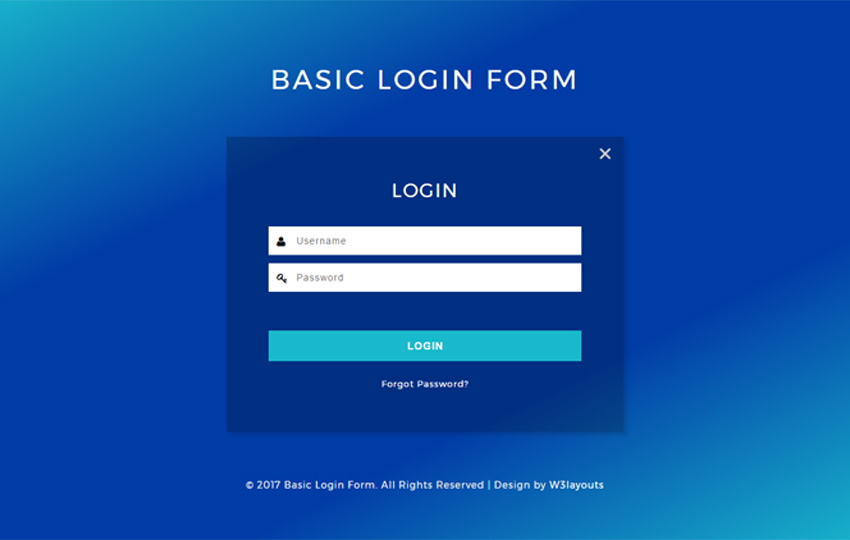 BASIC LOGIN FORM
LOGIN
Username
Password
LOGIN
Forgot Password?
© 2017 Basic Login Form. All Rights Reserved | Design by W3layouts